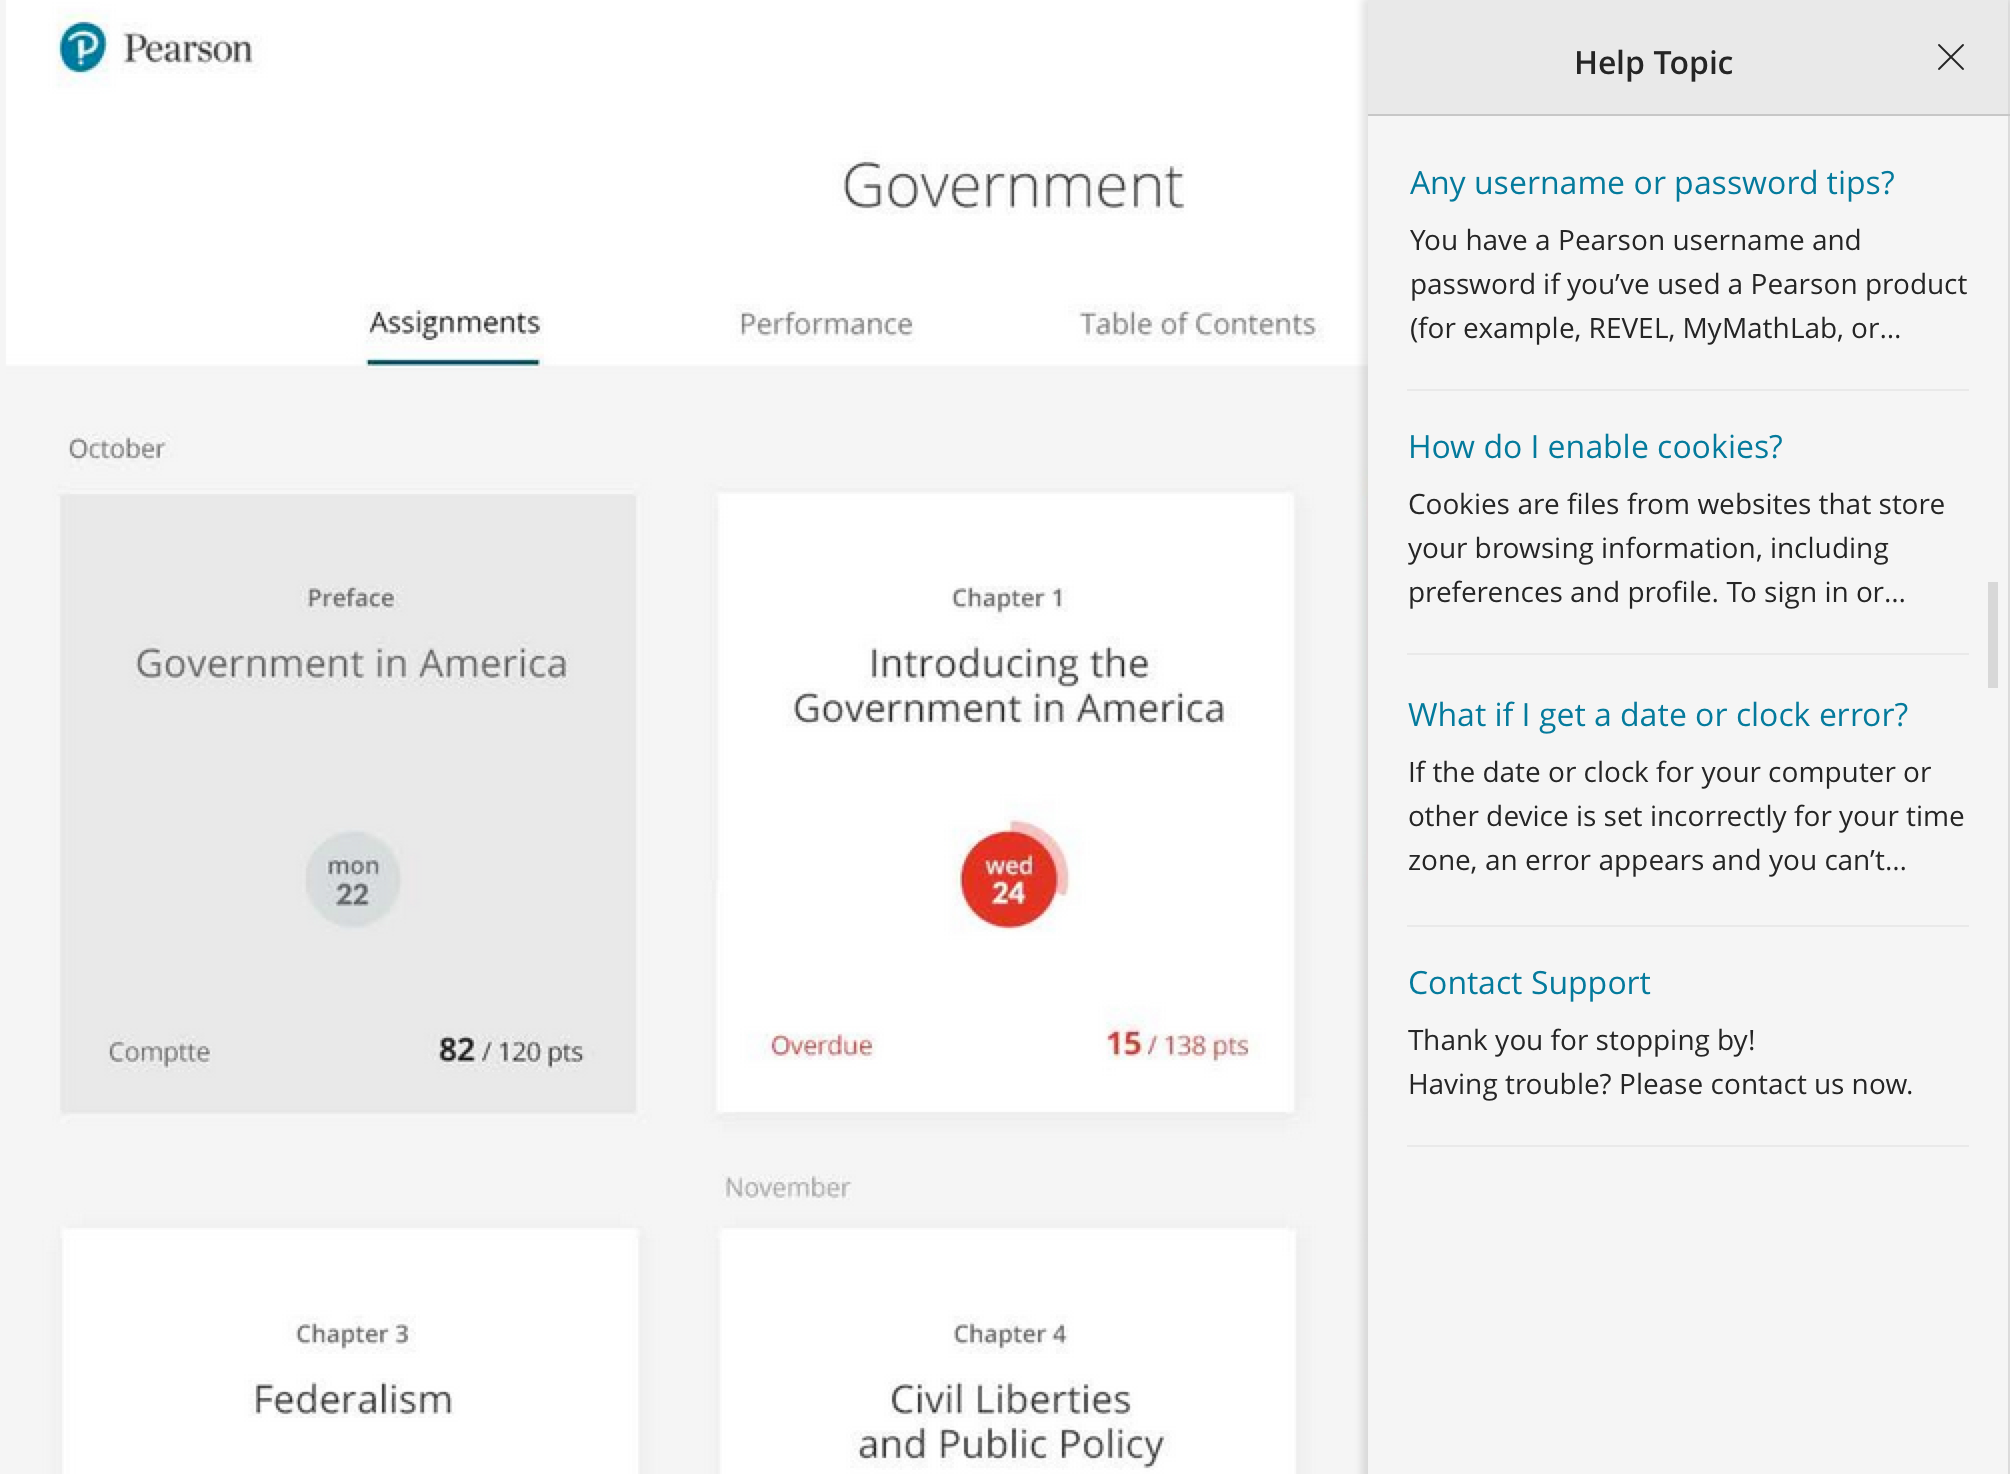 Pearson
Government
Assignments
Performance
Table of Contents
October
Preface
Government in America
mon
22
Comptte
82 / 120 pts
Chapter 1
Introducing the
Government in America
wed
24
Overdue
15 / 138 pts
November
Chapter 3
Federalism
Chapter 4
Civil Liberties
and Public Policy
Help Topic
Any username or password tips?
You have a Pearson username and
password if you’ve used a Pearson product
(for example, REVEL, MyMathLab, or...
How do I enable cookies?
Cookies are files from websites that store
your browsing information, including
preferences and profile. To sign in or...
What if I get a date or clock error?
If the date or clock for your computer or
other device is set incorrectly for your time
zone, an error appears and you can’t...
Contact Support
Thank you for stopping by!
Having trouble? Please contact us now.